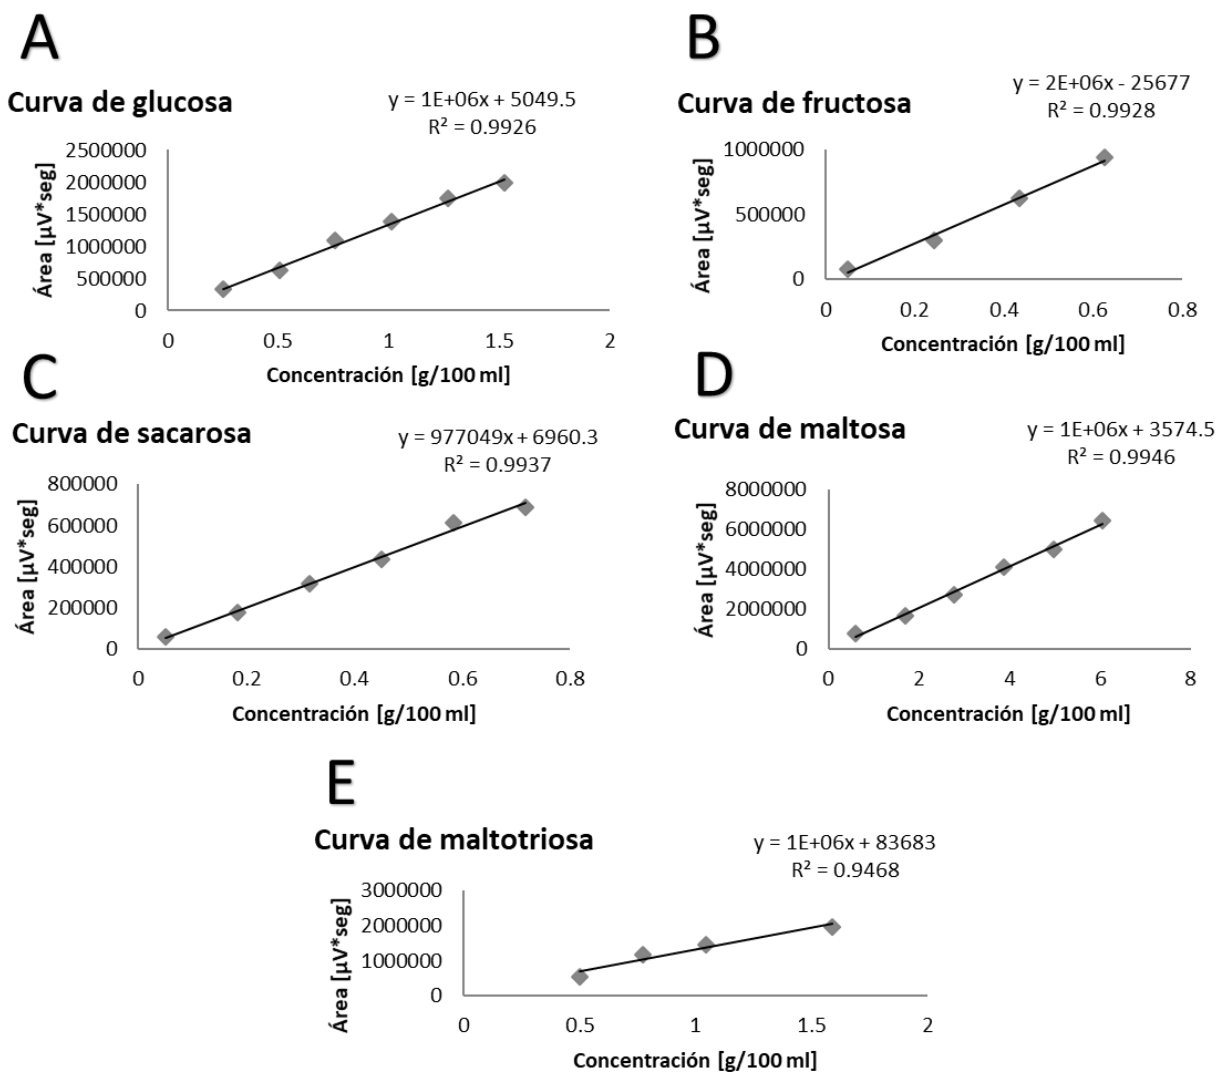 A
Curva de glucosa
y = 1E+06x + 5049.5
R² = 0.9926
Área [µV*seg]
2500000
2000000
1500000
1000000
500000
0
0 0.5 1 1.5 2
Concentración [g/100 ml]
B
Curva de fructosa
y = 2E+06x - 25677
R² = 0.9928
Área [µV*seg]
1000000
500000
0
0 0.2 0.4 0.6 0.8
Concentración [g/100 ml]
C
Curva de sacarosa
y = 977049x + 6960.3
R² = 0.9937
Área [µV*seg]
800000
600000
400000
200000
0
0 0.2 0.4 0.6 0.8
Concentración [g/100 ml]
D
Curva de maltosa
y = 1E+06x + 3574.5
R² = 0.9946
Área [µV*seg]
8000000
6000000
4000000
2000000
0
0 2 4 6 8
Concentración [g/100 ml]
E
Curva de maltotriosa
y = 1E+06x + 83683
R² = 0.9468
Área [µV*seg]
3000000
2000000
1000000
0
0 0.5 1 1.5 2
Concentración [g/100 ml]